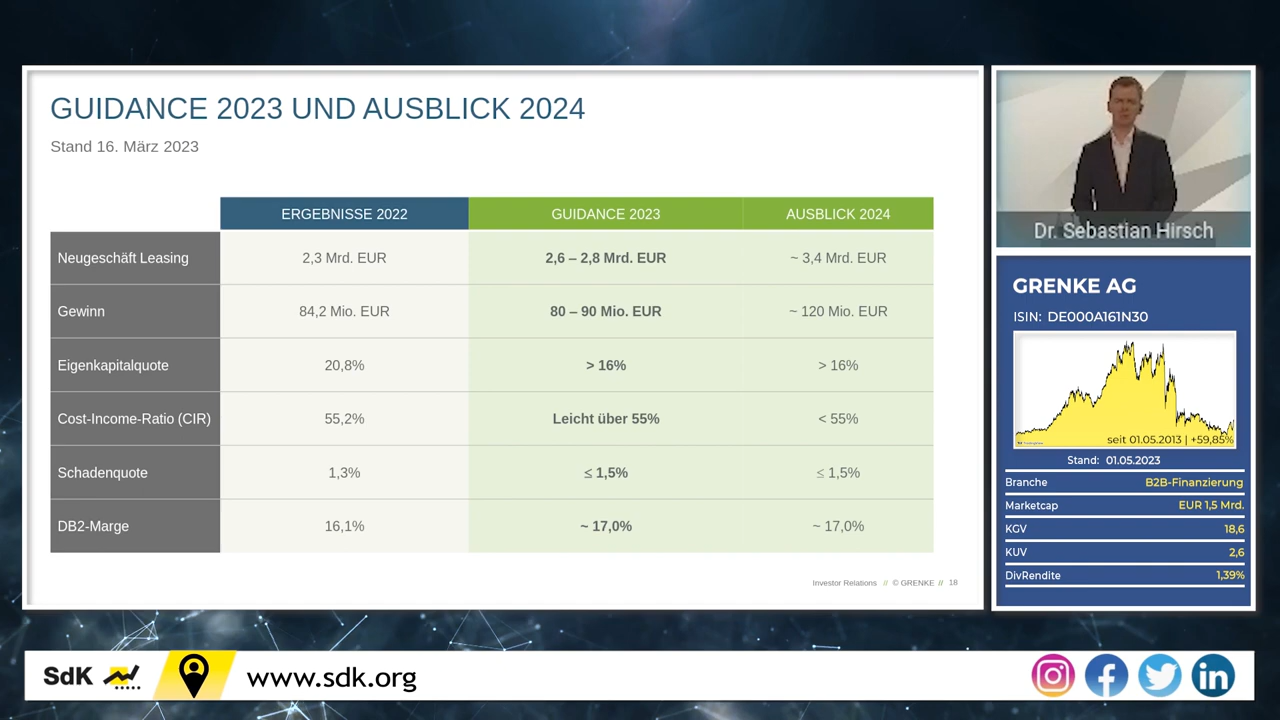 GUIDANCE 2023 UND AUSBLICK 2024
Stand 16. März 2023
ERGEBNISSE 2022 GUIDANCE 2023 AUSBLICK 2024
Neugeschäft Leasing 2,3 Mrd. EUR 2,6 – 2,8 Mrd. EUR ~ 3,4 Mrd. EUR
Gewinn 84,2 Mio. EUR 80 – 90 Mio. EUR ~ 120 Mio. EUR
Eigenkapitalquote 20,8% > 16% > 16%
Cost-Income-Ratio (CIR) 55,2% Leicht über 55% < 55%
Schadenquote 1,3% ≤ 1,5% ≤ 1,5%
DB2-Marge 16,1% ~ 17,0% ~ 17,0%
Investor Relations // © GRENKE // 18
Dr. Sebastian Hirsch
GRENKE AG
ISIN: DE000A161N30
seit 01.05.2013 | +59,85%
Stand: 01.05.2023
Branche B2B-Finanzierung
Marketcap EUR 1,5 Mrd.
KGV 18,6
KUV 2,6
DivRendite 1,39%
SdK www.sdk.org